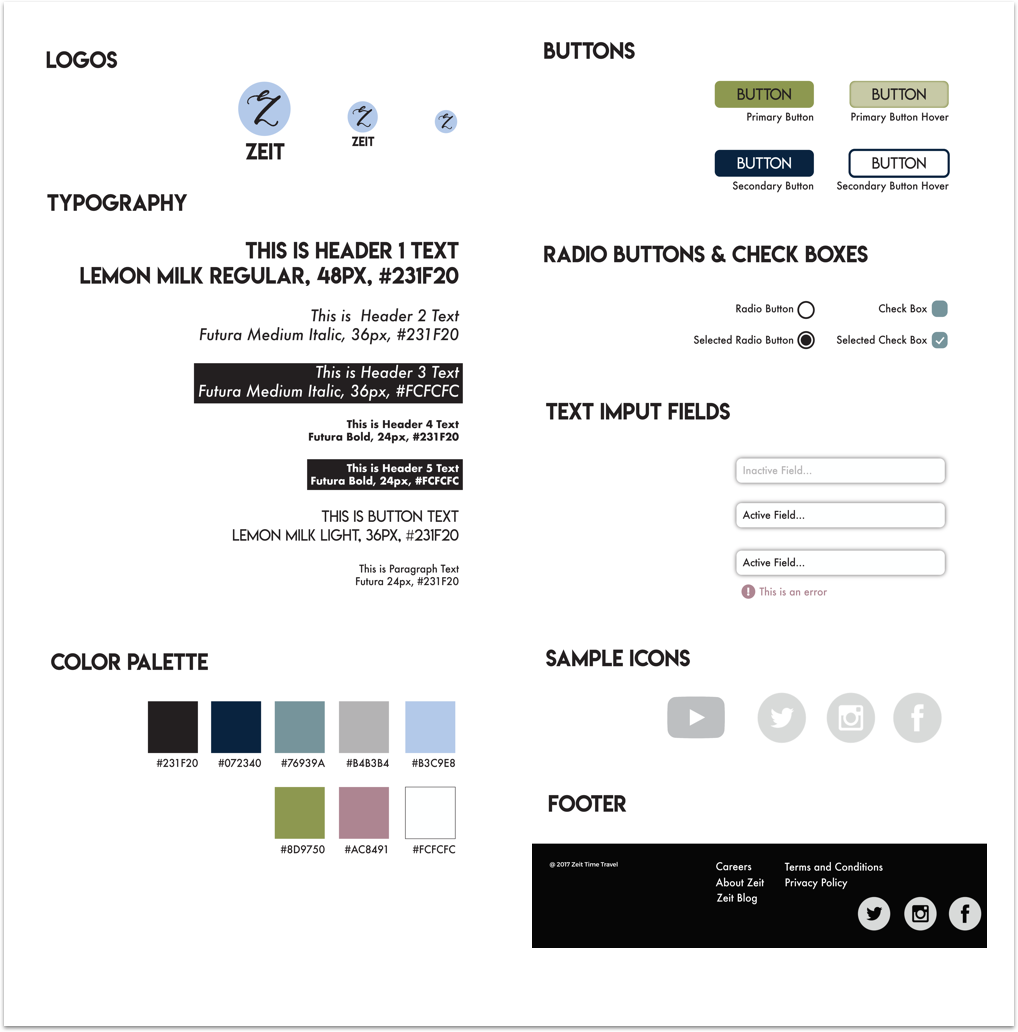 LOGOS
ZEIT
ZEIT
TYPOGRAPHY
THIS IS HEADER 1 TEXT
LEMON MILK REGULAR, 48PX, #231F20
This is Header 2 Text
Futura Medium Italic, 36px, #231F20
This is Header 3 Text
Futura Medium Italic, 36px, #FCFCFC
This is Header 4 Text
Futura Bold, 24px, #231F20
This is Header 5 Text
Futura Bold, 24px, #FCFCFC
THIS IS BUTTON TEXT
LEMON MILK LIGHT, 36PX, #231F20
This is Paragraph Text
Futura 24px, #231F20
COLOR PALETTE
#231F20 #072340 #76939A #B4B3B4 #B3C9E8
#8D9750 #AC8491 #FCFCFC
BUTTONS
BUTTON BUTTON
Primary Button Primary Button Hover
BUTTON BUTTON
Secondary Button Secondary Button Hover
RADIO BUTTONS & CHECK BOXES
Radio Button Check Box
Selected Radio Button Selected Check Box
TEXT IMPUT FIELDS
Inactive Field...
Active Field...
Active Field...
This is an error
SAMPLE ICONS
FOOTER
@ 2017 Zeit Time Travel
Careers Terms and Conditions
About Zeit Privacy Policy
Zeit Blog